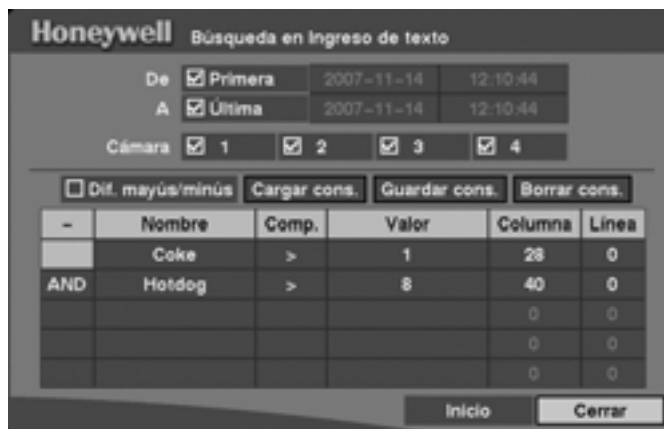 Honeywell Búsqueda en Ingreso de texto
De Primera 2007-11-14 12:10:44
A Última 2007-11-14 12:10:44
Cámara 1 2 3 4
Dif. mayús/minús Cargar cons. Guardar cons. Borrar cons.
- Nombre Comp. Valor Columna Línea
Coke > 1 28 0
AND Hotdog > 8 40 0
0 0
0 0
0 0
Inicio Cerrar